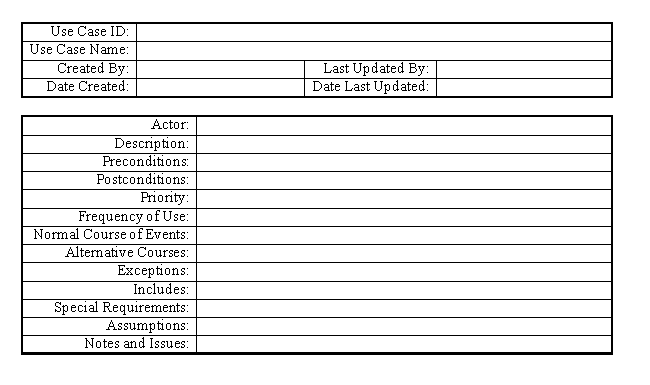 Use Case ID:
Use Case Name:
Created By: Last Updated By:
Date Created: Date Last Updated:
Actor:
Description:
Preconditions:
Postconditions:
Priority:
Frequency of Use:
Normal Course of Events:
Alternative Courses:
Exceptions:
Includes:
Special Requirements:
Assumptions:
Notes and Issues: